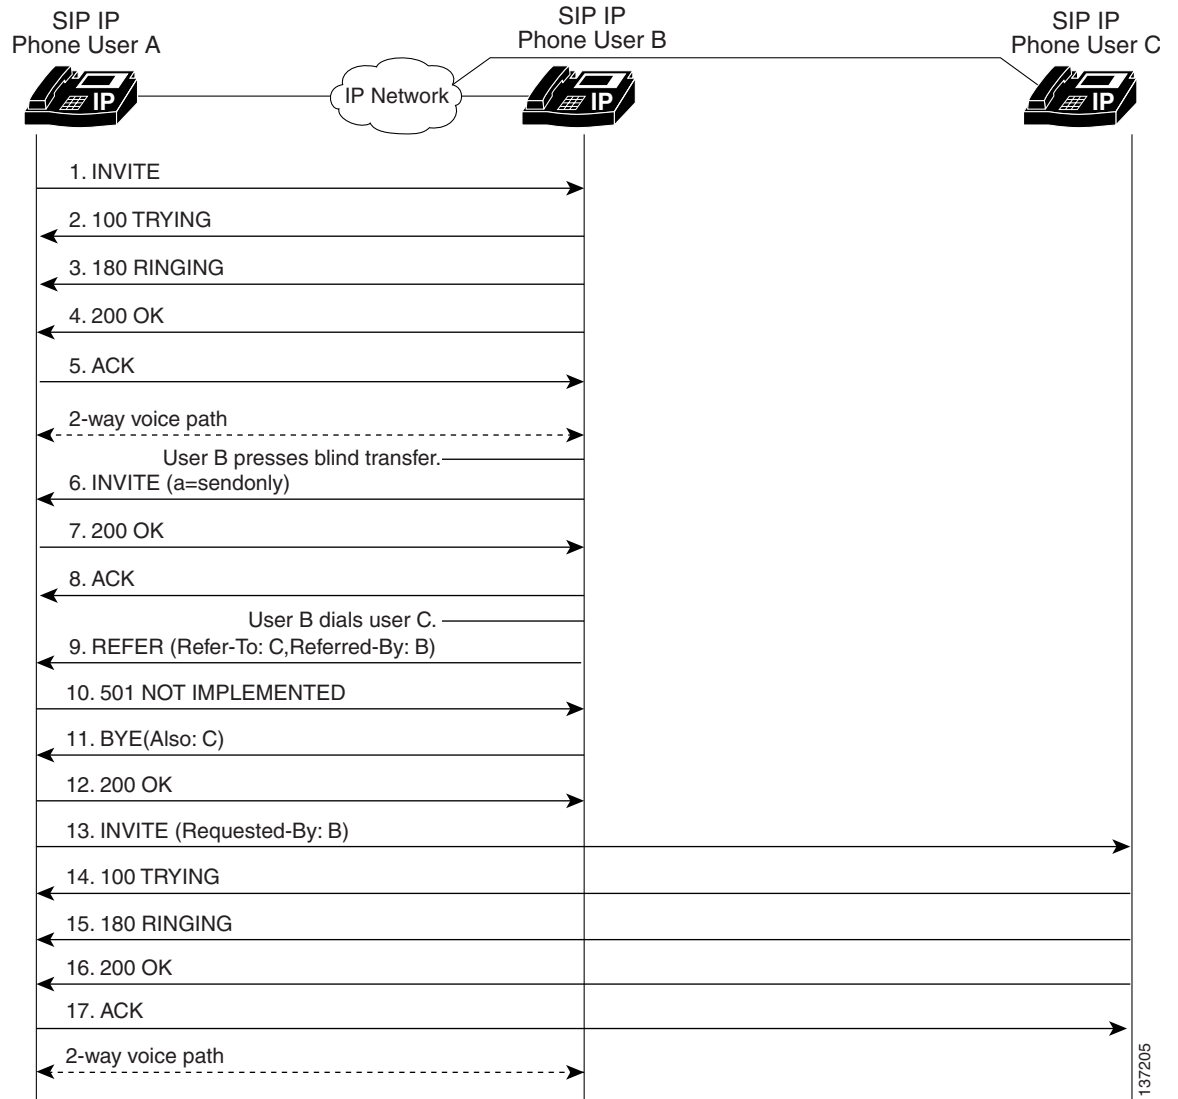 SIP IP
Phone User A
SIP IP
Phone User B
SIP IP
Phone User C
IP
IP Network
IP
IP
1. INVITE
2. 100 TRYING
3. 180 RINGING
4. 200 OK
5. ACK
2-way voice path
User B presses blind transfer.
6. INVITE (a=sendonly)
7. 200 OK
8. ACK
User B dials user C.
9. REFER (Refer-To: C,Referred-By: B)
10. 501 NOT IMPLEMENTED
11. BYE(Also: C)
12. 200 OK
13. INVITE (Requested-By: B)
14. 100 TRYING
15. 180 RINGING
16. 200 OK
17. ACK
2-way voice path
137205